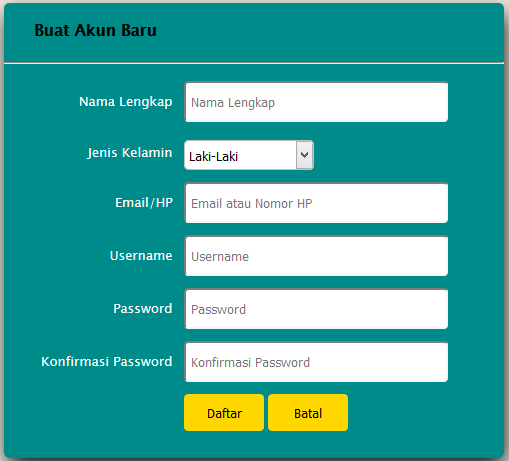 Buat Akun Baru
Nama Lengkap Nama Lengkap
Jenis Kelamin Laki-Laki
Email/HP Email atau Nomor HP
Username Username
Password Password
Konfirmasi Password Konfirmasi Password
Daftar Batal